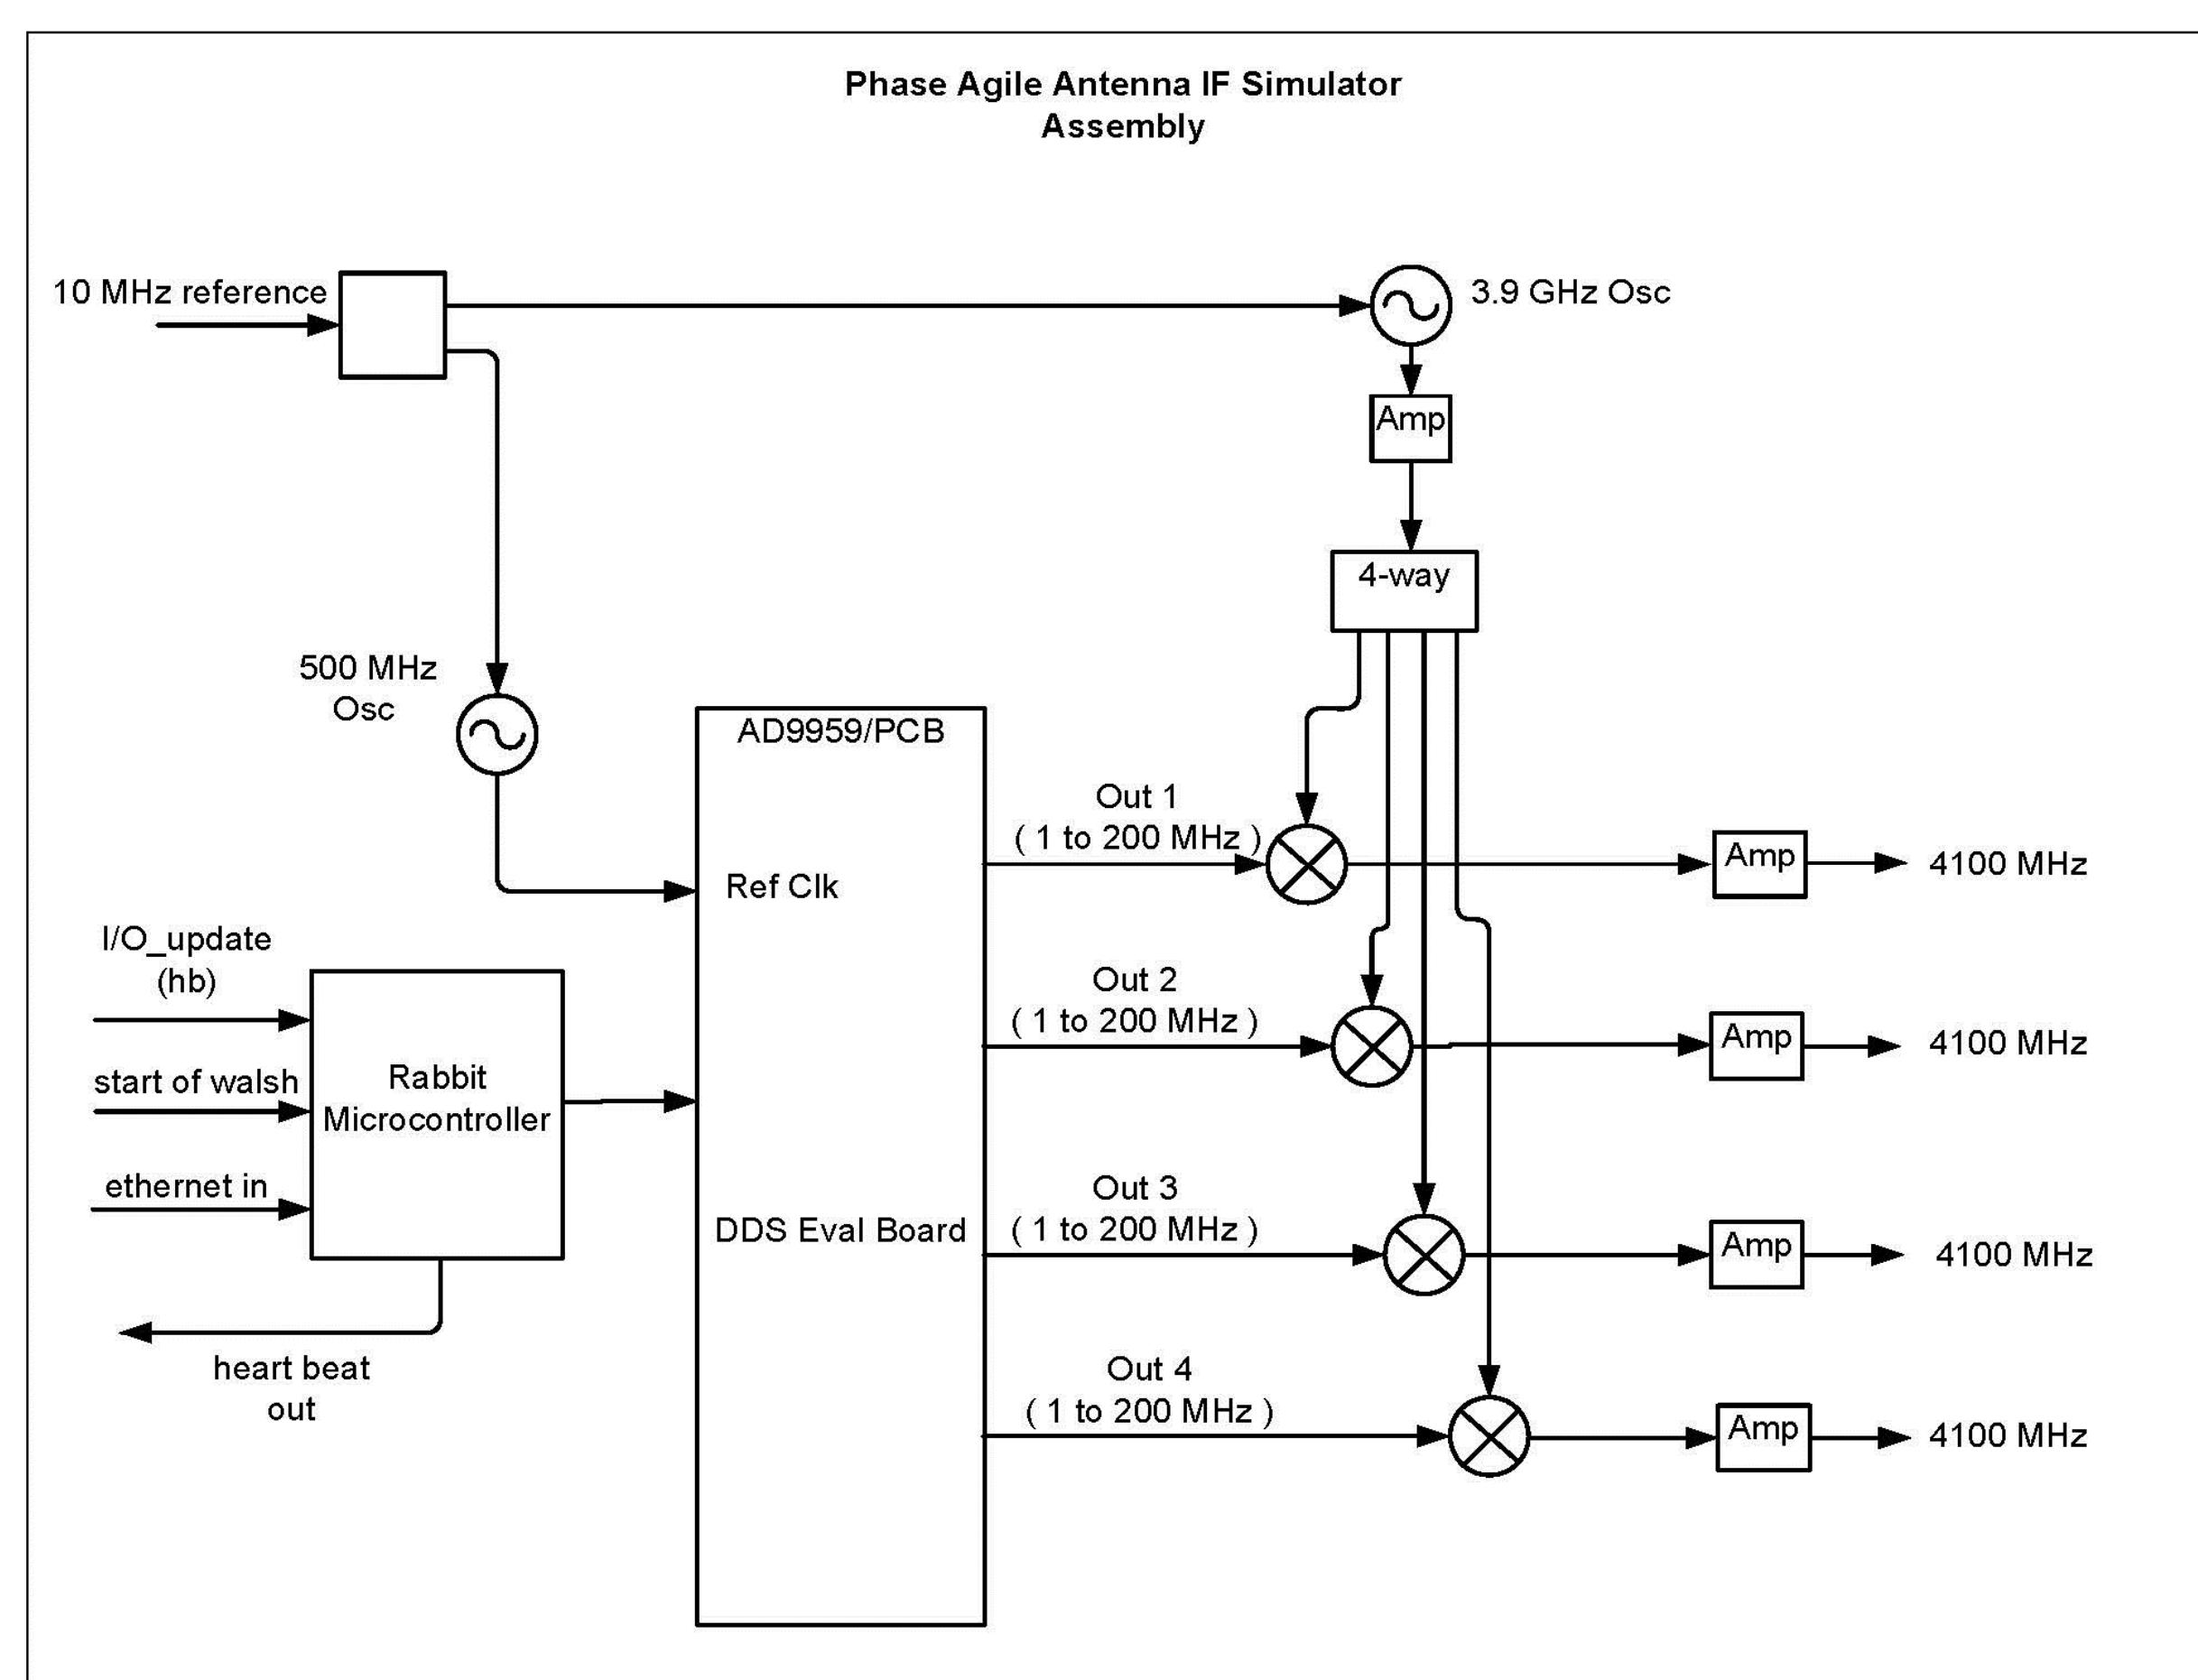 Phase Agile Antenna IF Simulator
Assembly
10 MHz reference
3.9 GHz Osc
Amp
4-way
500 MHz
Osc
AD9959/PCB
Ref Clk
DDS Eval Board
Out 1
( 1 to 200 MHz )
Amp
4100 MHz
I/O_update
(hb)
start of walsh
ethernet in
Rabbit
Microcontroller
heart beat
out
Out 2
( 1 to 200 MHz )
Amp
4100 MHz
Out 3
( 1 to 200 MHz )
Amp
4100 MHz
Out 4
( 1 to 200 MHz )
Amp
4100 MHz